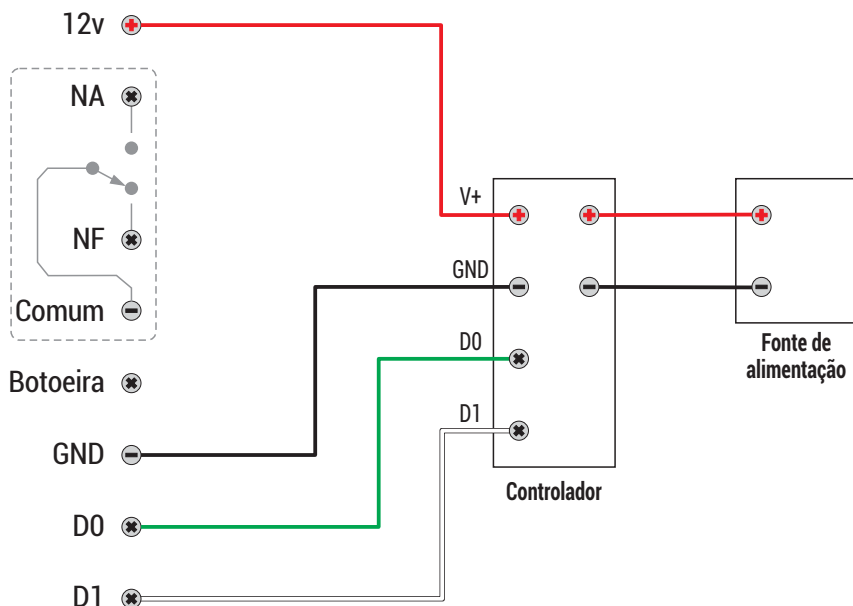 12v
NA
NF
Comum
Botoeira
GND
D0
D1
V+
GND
D0
D1
Controlador
Fonte de
alimentação